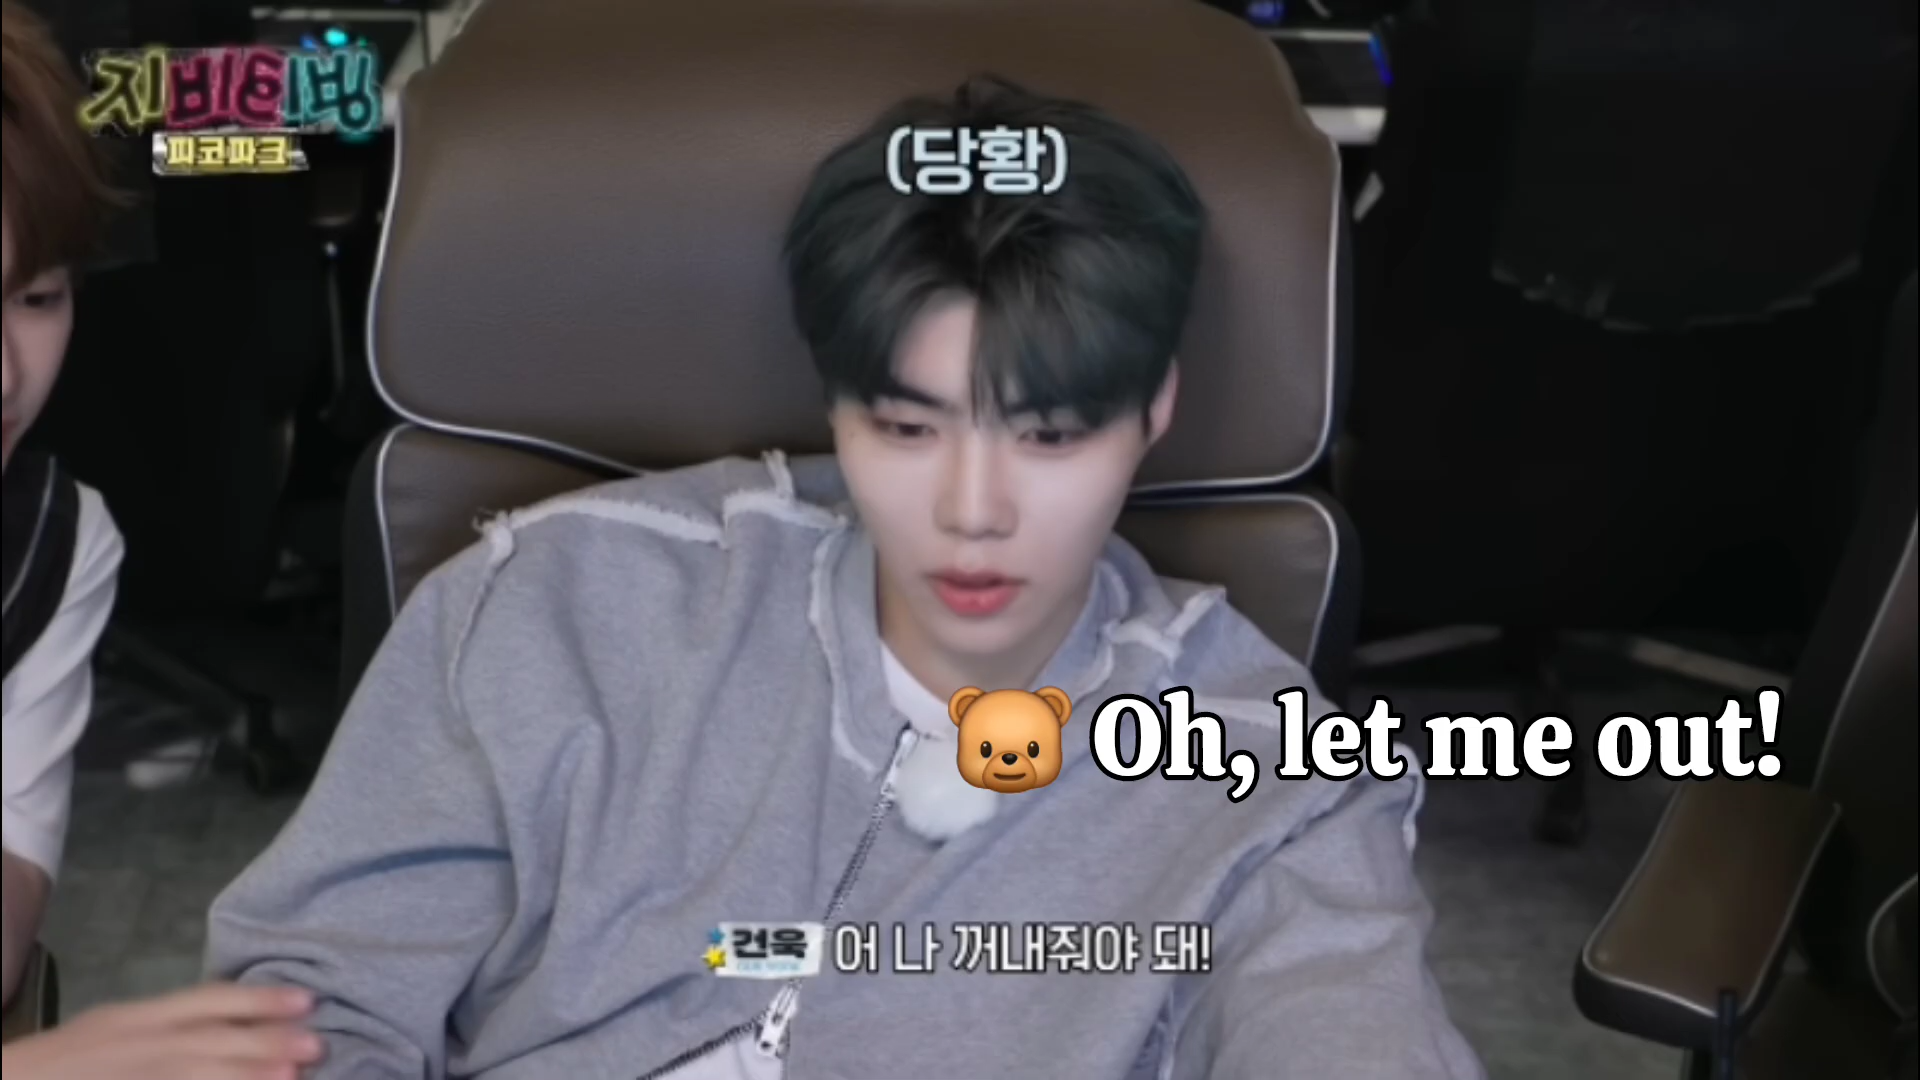 지비티빙
피코파크
(당황)
🐻 Oh, let me out!
건욱 어 나 꺼내줘야 돼!